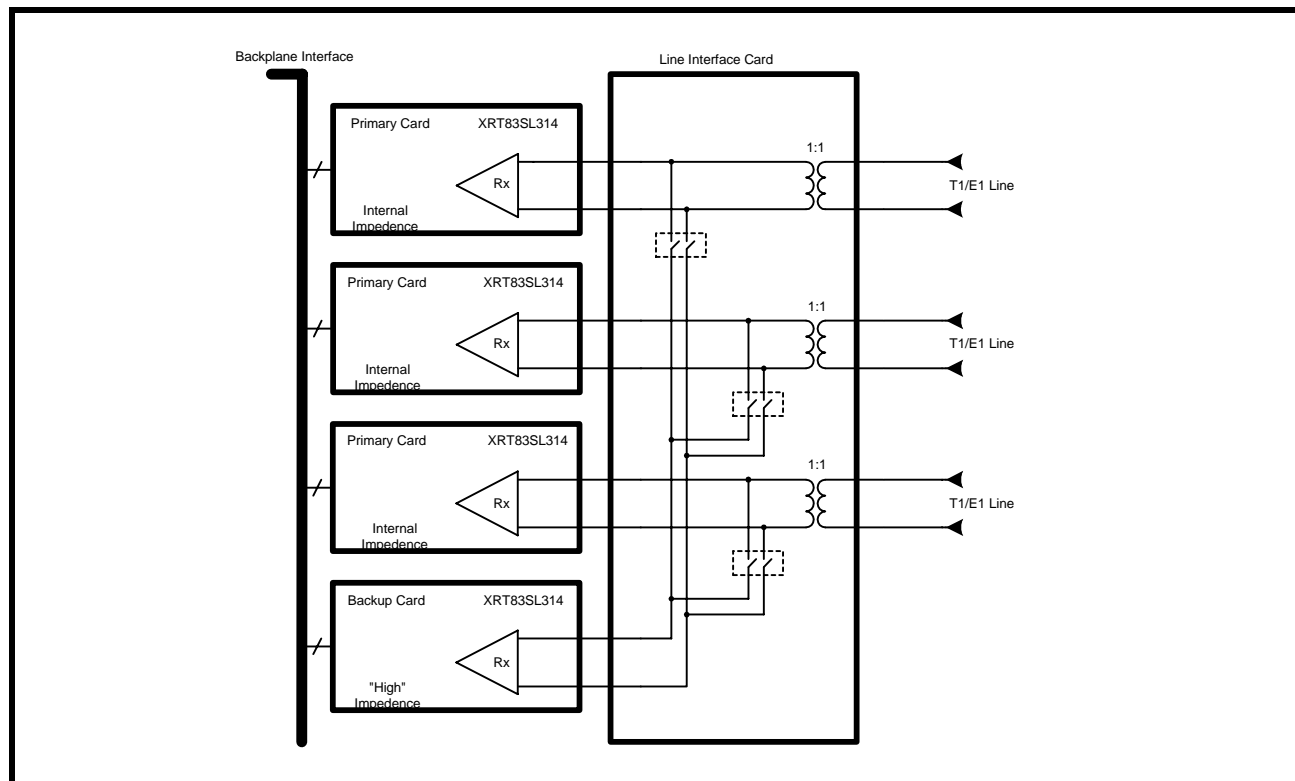 Backplane Interface
Line Interface Card
Primary Card XRT83SL314
Rx
Internal
Impedence
1:1
T1/E1 Line
Primary Card XRT83SL314
Rx
Internal
Impedence
1:1
T1/E1 Line
Primary Card XRT83SL314
Rx
Internal
Impedence
1:1
T1/E1 Line
Backup Card XRT83SL314
Rx
"High"
Impedence